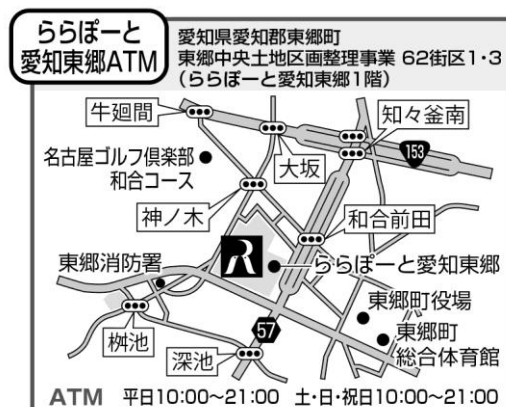 ららぽーと
愛知東郷ATM
愛知県愛知郡東郷町
東郷中央土地区画整理事業 62街区1・3
(ららぽーと愛知東郷1階)
牛廻間
知々釜南
153
名古屋ゴルフ倶楽部
和合コース
大坂
神ノ木
和合前田
R
ららぽーと愛知東郷
東郷消防署
東郷町役場
57
東郷町
総合体育館
桝池
深池
ATM 平日10:00〜21:00 土・日・祝日10:00〜21:00